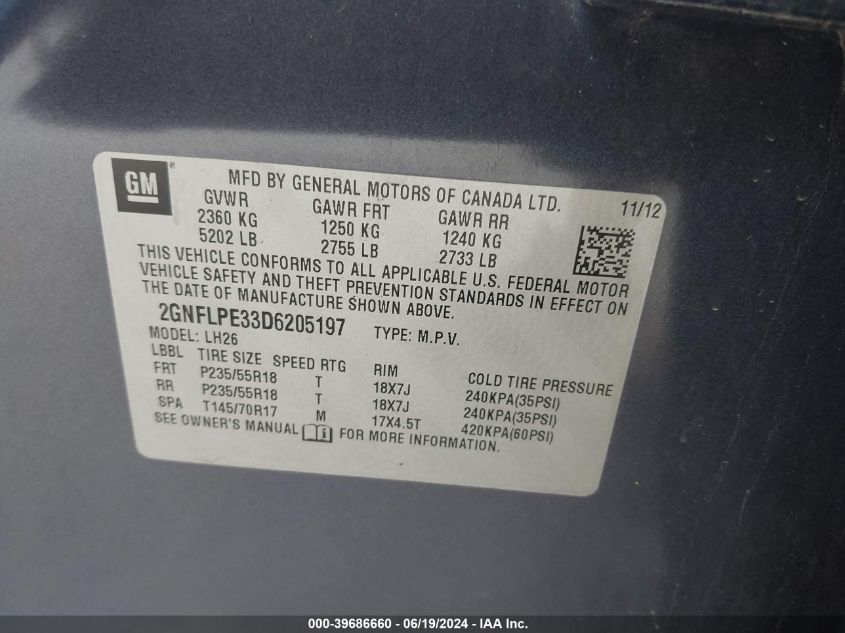 GM ® MFD BY GENERAL MOTORS OF CANADA LTD. 11/12
GVWR GAWR FRT GAWR RR
2360 KG 1250 KG 1240 KG
5202 LB 2755 LB 2733 LB
THIS VEHICLE CONFORMS TO ALL APPLICABLE U.S. FEDERAL MOTOR
VEHICLE SAFETY AND THEFT PREVENTION STANDARDS IN EFFECT ON
THE DATE OF MANUFACTURE SHOWN ABOVE.
2GNFLPE33D6205197 TYPE: M.P.V.
MODEL: LH26
LBBL TIRE SIZE SPEED RTG RIM COLD TIRE PRESSURE
FRT P235/55R18 T 18X7J 240KPA(35PSI)
RR P235/55R18 T 18X7J 240KPA(35PSI)
SPA T145/70R17 M 17X4.5T 420KPA(60PSI)
SEE OWNER'S MANUAL FOR MORE INFORMATION.
000-39686660 - 06/19/2024 - IAA Inc.